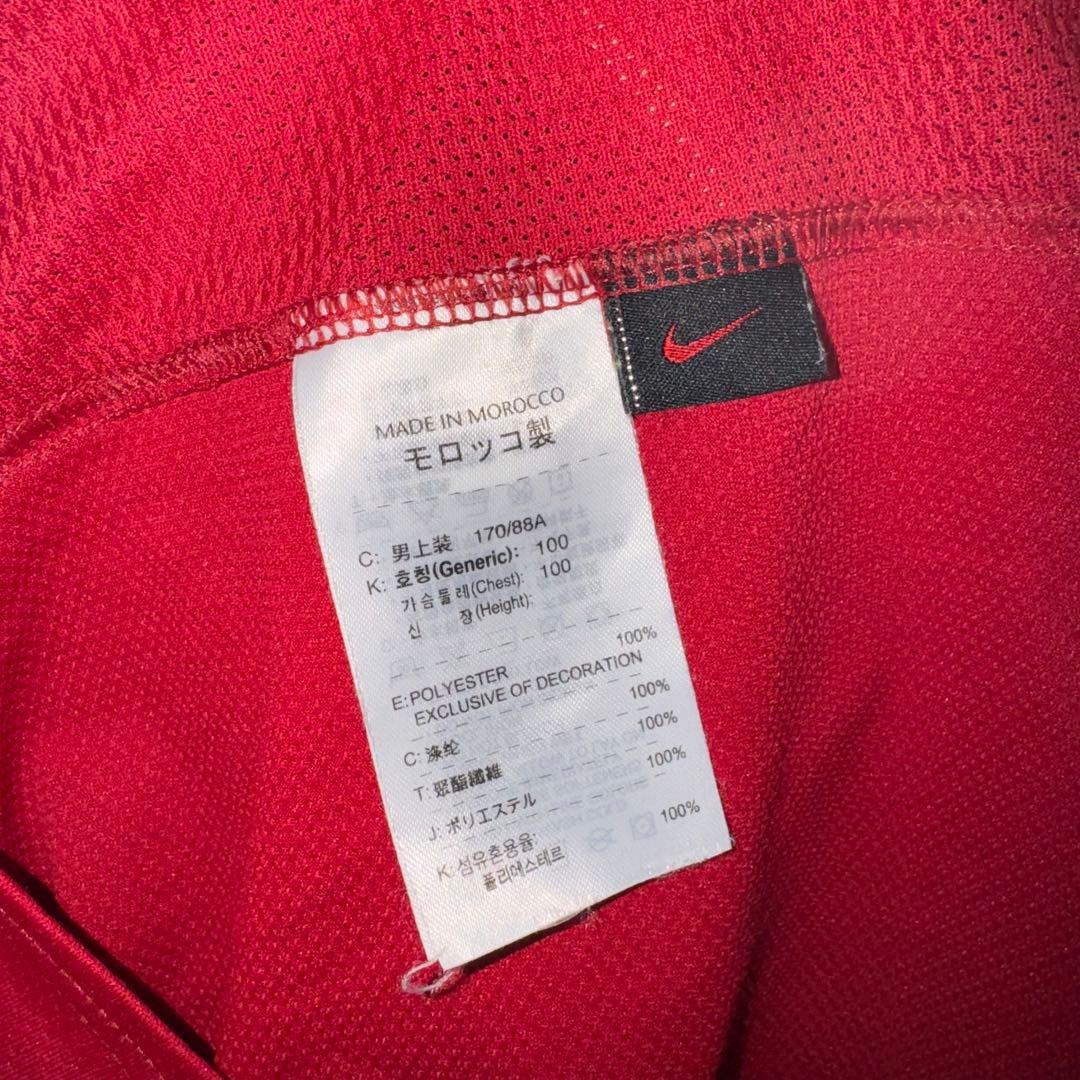 MADE IN MOROCCO
モロッコ製
C: 男上装 170/88A
K: 호칭(Generic): 100
가슴둘레(Chest): 100
신 장(Height):
100%
E: POLYESTER
EXCLUSIVE OF DECORATION
100%
C: 涤纶
100%
T: 聚酯纖維
100%
J: ポリエステル
100%
K: 섬유혼용율:
폴리에스테르